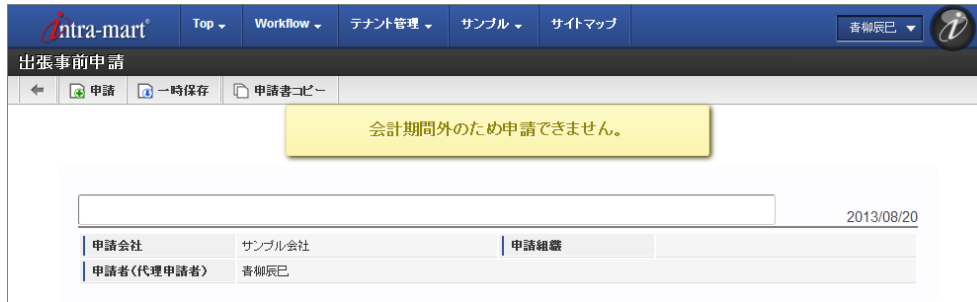 intra-mart® Top Workflow テナント管理 サンプル サイトマップ 青柳辰巳
出張事前申請
申請 一時保存 申請書コピー
会計期間外のため申請できません。
2013/08/20
申請会社 サンプル会社 申請組織
申請者(代理申請者) 青柳辰巳